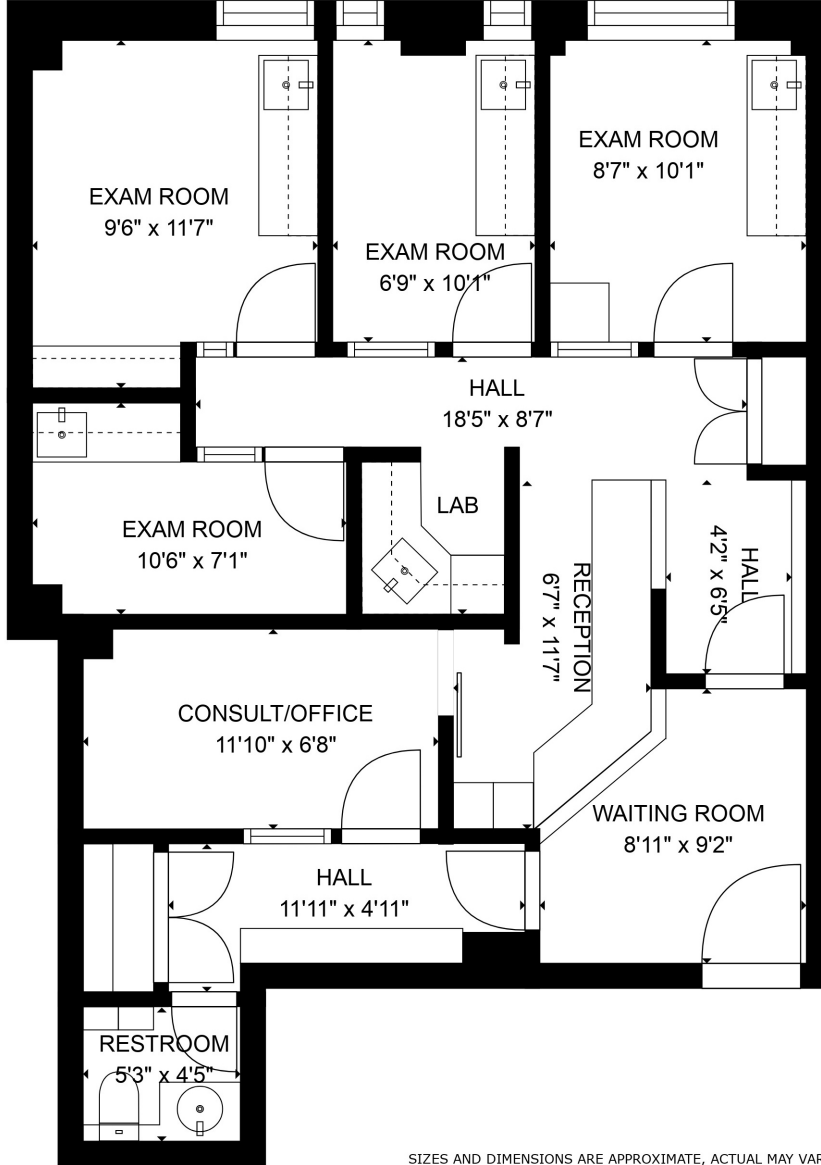 EXAM ROOM
8'7" x 10'1"
EXAM ROOM
9'6" x 11'7"
EXAM ROOM
6'9" x 10'1"
HALL
18'5" x 8'7"
LAB
EXAM ROOM
10'6" x 7'1"
HALL
4'2" x 6'5"
RECEPTION
6'7" x 11'7"
CONSULT/OFFICE
11'10" x 6'8"
WAITING ROOM
8'11" x 9'2"
HALL
11'11" x 4'11"
RESTROOM
5'3" x 4'5"
SIZES AND DIMENSIONS ARE APPROXIMATE, ACTUAL MAY VAR